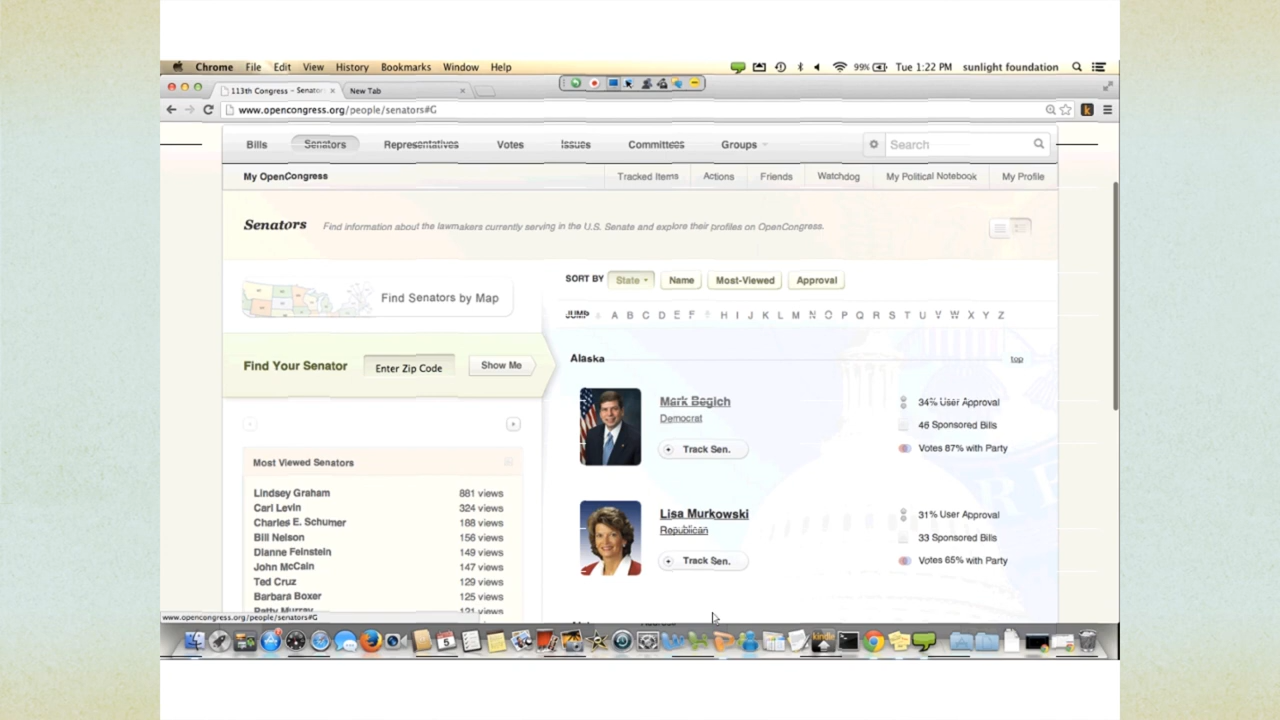 Chrome File Edit View History Bookmarks Window Help 99% Tue 1:22 PM sunlight foundation
113th Congress – Senator New Tab
www.opencongress.org/people/senators#G
Bills Senators Representatives Votes Issues Committees Groups Search
My OpenCongress Tracked Items Actions Friends Watchdog My Political Notebook My Profile
Senators Find information about the lawmakers currently serving in the U.S. Senate and explore their profiles on OpenCongress.
SORT BY State Name Most-Viewed Approval
Find Senators by Map
JUMP A B C D E F H I J K L M N O P Q R S T U V W X Y Z
Alaska top
Find Your Senator Enter Zip Code Show Me
Mark Begich
Democrat
Track Sen.
34% User Approval
46 Sponsored Bills
Votes 87% with Party
Most Viewed Senators
Lindsey Graham 881 views
Carl Levin 324 views
Charles E. Schumer 188 views
Bill Nelson 156 views
Dianne Feinstein 149 views
John McCain 147 views
Ted Cruz 129 views
Barbara Boxer 125 views
Patty Murray 121 views
Lisa Murkowski
Republican
Track Sen.
31% User Approval
33 Sponsored Bills
Votes 65% with Party
www.opencongress.org/people/senators#G
5
kindle